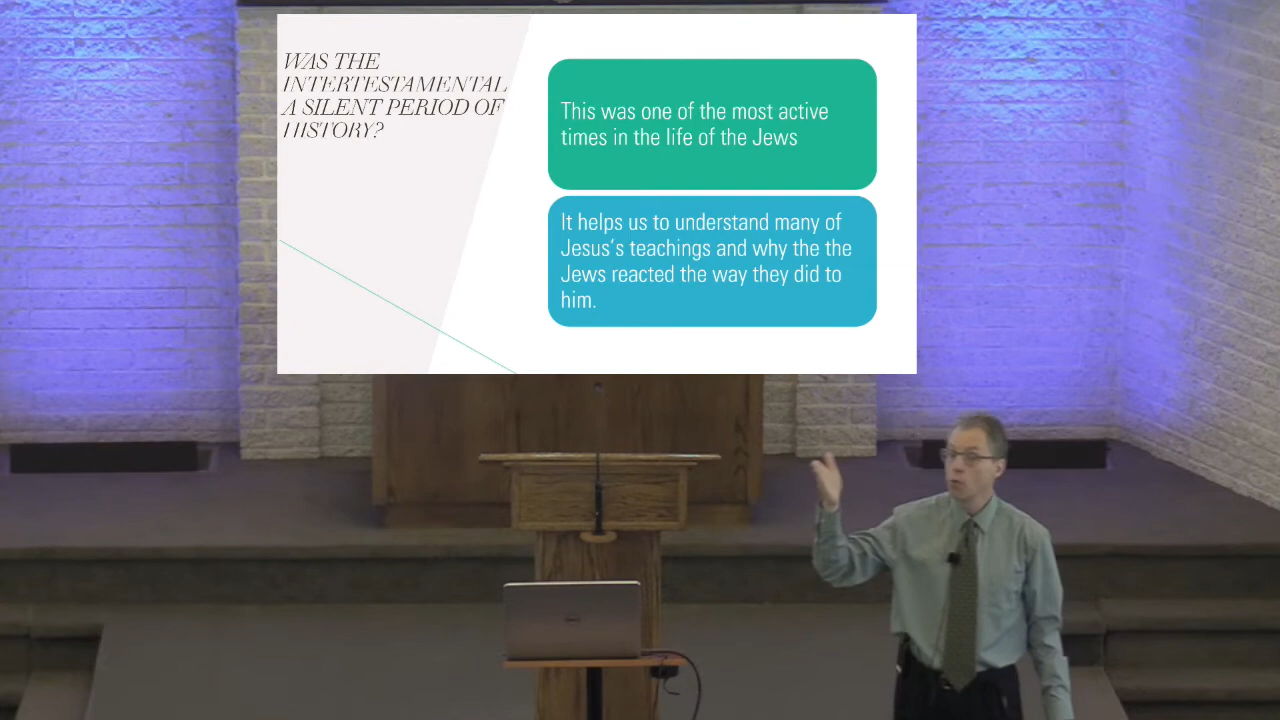 WAS THE
INTERTESTAMENTAL
A SILENT PERIOD OF
HISTORY?
This was one of the most active
times in the life of the Jews
It helps us to understand many of
Jesus's teachings and why the the
Jews reacted the way they did to
him.